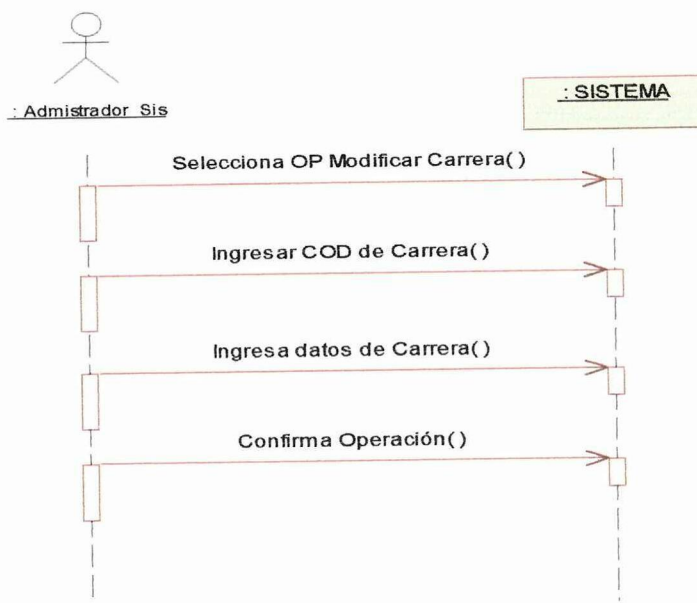 : Admistrador Sis
: SISTEMA
Selecciona OP Modificar Carrera()
Ingresar COD de Carrera()
Ingresa datos de Carrera()
Confirma Operación()